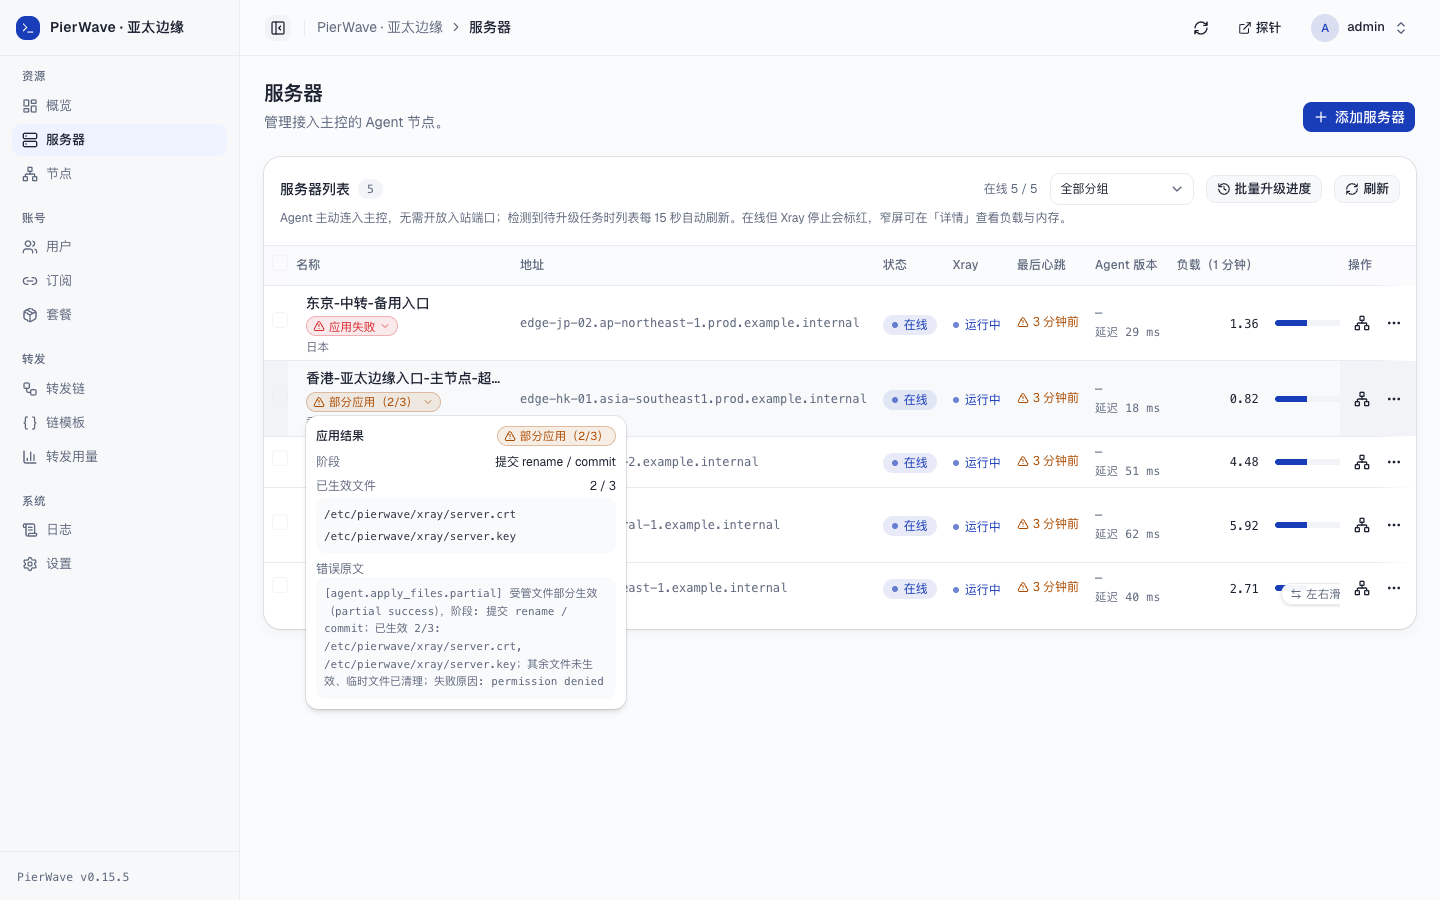 PierWave · 亚太边缘
PierWave · 亚太边缘 > 服务器
探针
A
admin
资源
概览
服务器
节点
账号
用户
订阅
套餐
转发
转发链
链模板
转发用量
系统
日志
设置
PierWave v0.15.5
服务器
管理接入主控的 Agent 节点。
+ 添加服务器
服务器列表 5
在线 5 / 5
全部分组
批量升级进度
刷新
Agent 主动连入主控，无需开放入站端口；检测到待升级任务时列表每 15 秒自动刷新。在线但 Xray 停止会标红，窄屏可在「详情」查看负载与内存。
名称 地址 状态 Xray 最后心跳 Agent 版本 负载（1 分钟） 操作
东京-中转-备用入口
应用失败
日本
edge-jp-02.ap-northeast-1.prod.example.internal 在线 运行中 3 分钟前 — 1.36
延迟 29 ms
香港-亚太边缘入口-主节点-超...
部分应用（2/3）
edge-hk-01.asia-southeast1.prod.example.internal 在线 运行中 3 分钟前 — 0.82
延迟 18 ms
-2.example.internal 在线 运行中 3 分钟前 — 4.48
延迟 51 ms
ral-1.example.internal 在线 运行中 3 分钟前 — 5.92
延迟 62 ms
east-1.example.internal 在线 运行中 3 分钟前 — 2.71
延迟 40 ms
左右滑
应用结果 部分应用（2/3）
阶段 提交 rename / commit
已生效文件 2 / 3
/etc/pierwave/xray/server.crt
/etc/pierwave/xray/server.key
错误原文
[agent.apply_files.partial] 受管文件部分生效
（partial success），阶段: 提交 rename /
commit；已生效 2/3:
/etc/pierwave/xray/server.crt,
/etc/pierwave/xray/server.key；其余文件未生
效、临时文件已清理；失败原因: permission denied